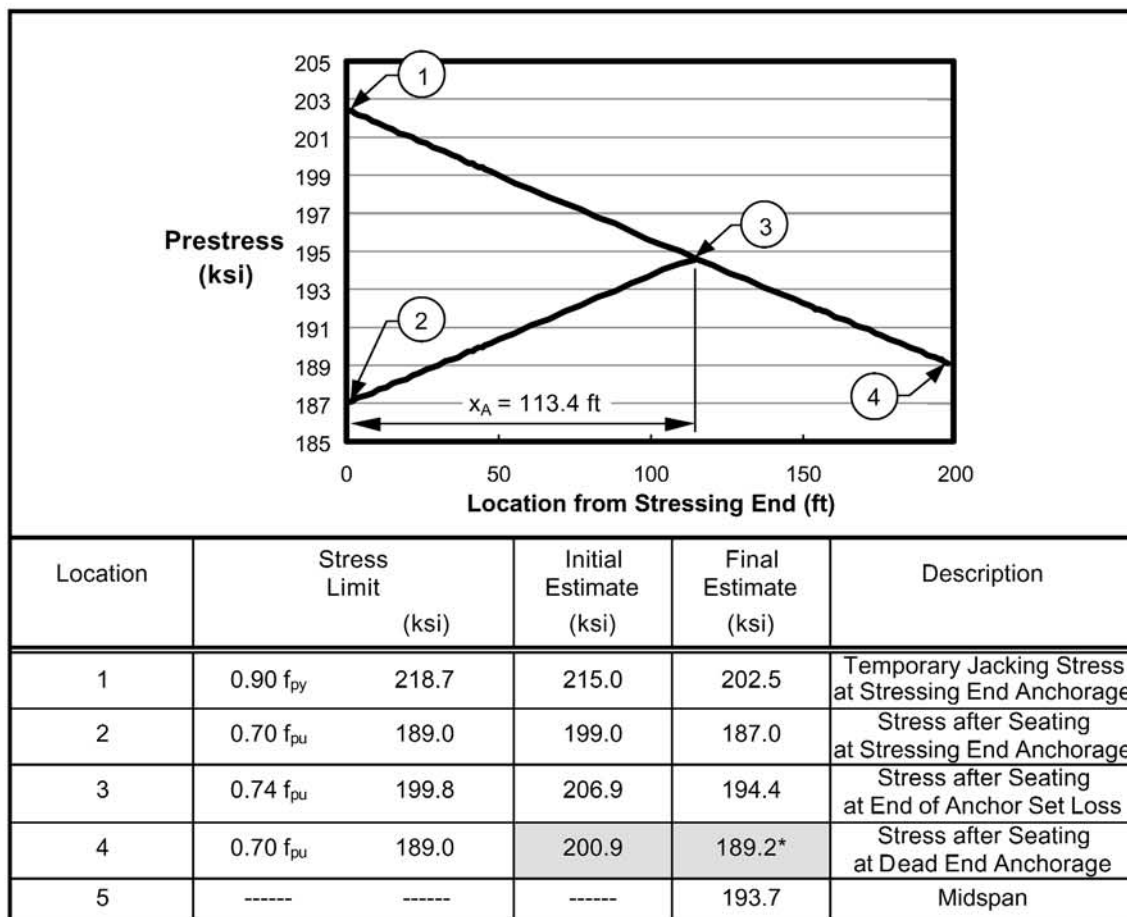 205
203
201
199
197
195
193
191
189
187
185
Prestress
(ksi)
1
2
3
4
x_A = 113.4 ft
0 50 100 150 200
Location from Stressing End (ft)
Location Stress Limit (ksi) Initial Estimate (ksi) Final Estimate (ksi) Description
1 0.90 f_py 218.7 215.0 202.5 Temporary Jacking Stress at Stressing End Anchorage
2 0.70 f_pu 189.0 199.0 187.0 Stress after Seating at Stressing End Anchorage
3 0.74 f_pu 199.8 206.9 194.4 Stress after Seating at End of Anchor Set Loss
4 0.70 f_pu 189.0 200.9 189.2* Stress after Seating at Dead End Anchorage
5 ------ ------ ------ 193.7 Midspan